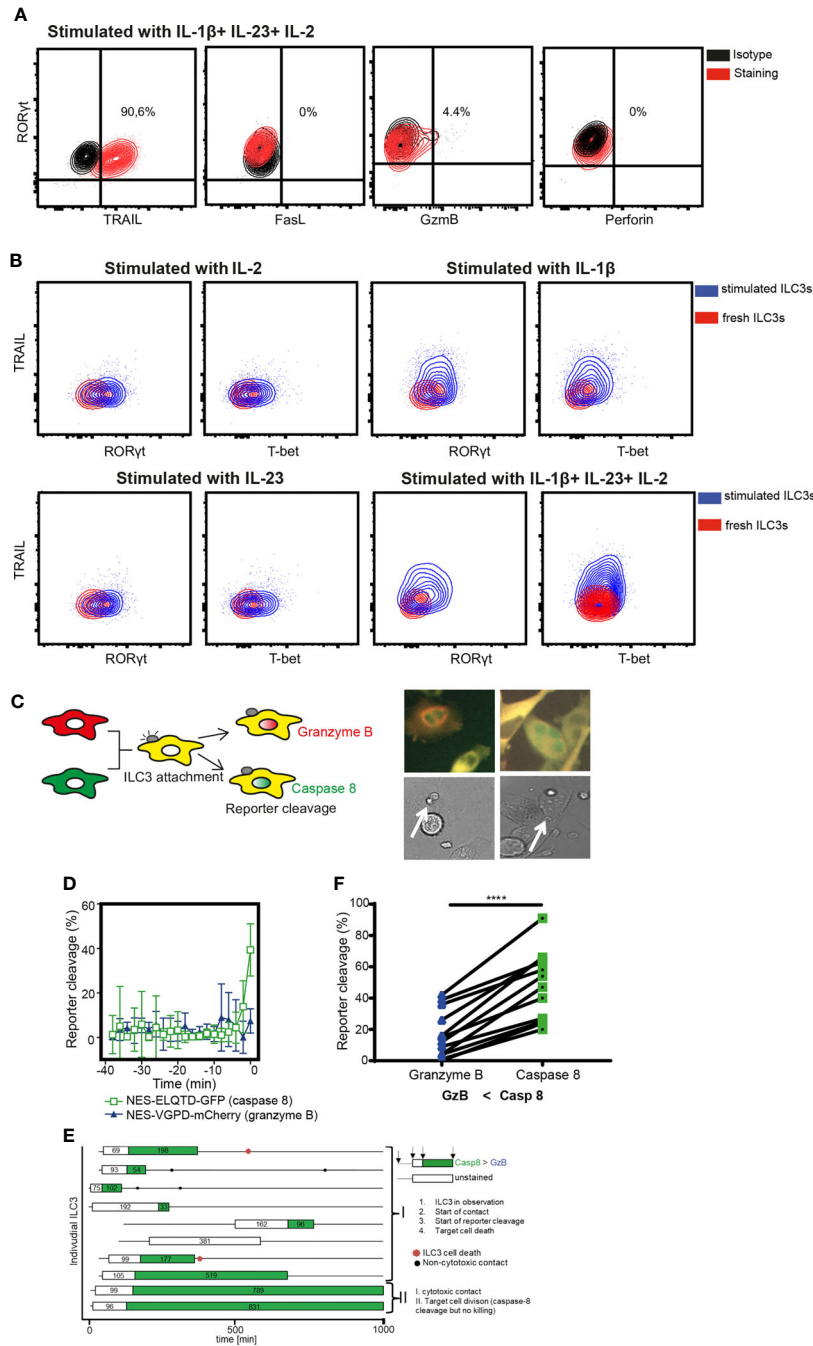 A
Stimulated with IL-1β+ IL-23+ IL-2
90,6%
0%
4.4%
0%
Isotype
Staining
RORγt
TRAIL
FasL
GzmB
Perforin
B
Stimulated with IL-2
Stimulated with IL-1β
stimulated ILC3s
fresh ILC3s
TRAIL
RORγt
T-bet
RORγt
T-bet
Stimulated with IL-23
Stimulated with IL-1β+ IL-23+ IL-2
stimulated ILC3s
fresh ILC3s
TRAIL
RORγt
T-bet
RORγt
T-bet
C
ILC3 attachment
Granzyme B
Caspase 8
Reporter cleavage
D
Reporter cleavage (%)
60
40
20
0
-40
-30
-20
-10
0
Time (min)
NES-ELQTD-GFP (caspase 8)
NES-VGPD-mCherry (granzyme B)
F
****
Reporter cleavage (%)
100
80
60
40
20
0
Granzyme B
Caspase 8
GzB < Casp 8
E
Indivudial ILC3
69
198
93
54
75
102
192
33
162
96
381
99
177
105
519
99
789
96
831
0
500
1000
time [min]
I
II
Casp8 > GzB
unstained
1. ILC3 in observation
2. Start of contact
3. Start of reporter cleavage
4. Target cell death
ILC3 cell death
Non-cytotoxic contact
I. cytotoxic contact
II. Target cell divison (caspase-8
cleavage but no killing)